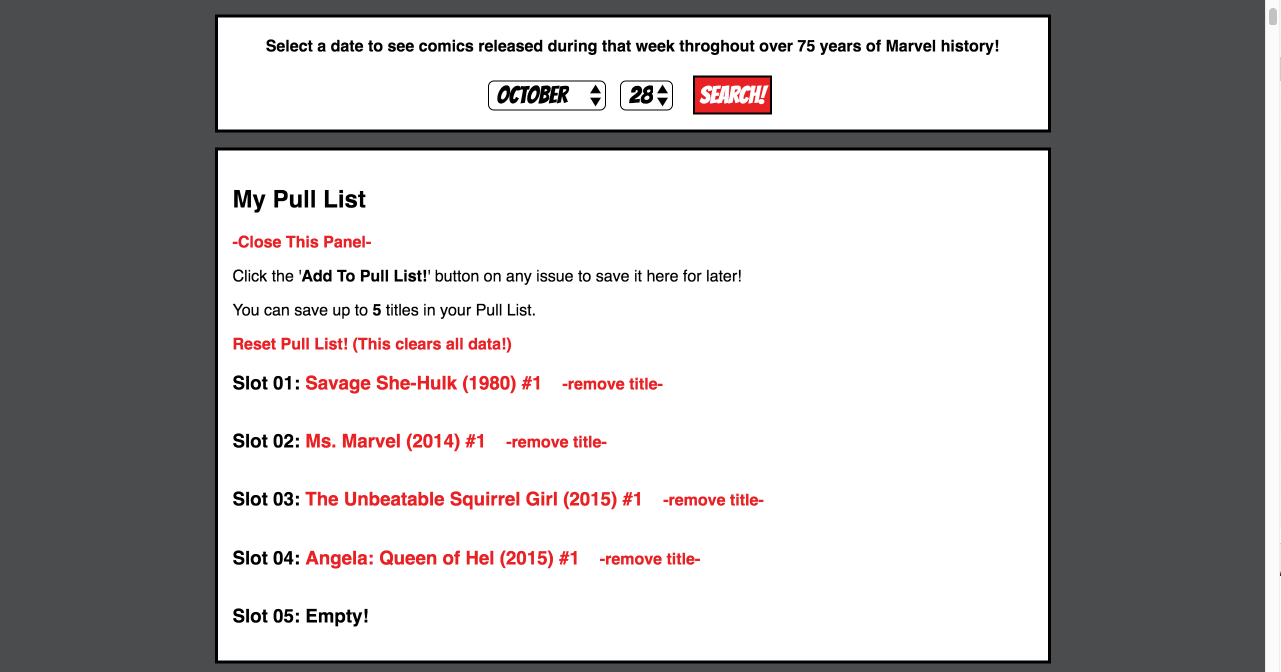 Select a date to see comics released during that week throghout over 75 years of Marvel history!
OCTOBER 28 SEARCH!
My Pull List
-Close This Panel-
Click the 'Add To Pull List!' button on any issue to save it here for later!
You can save up to 5 titles in your Pull List.
Reset Pull List! (This clears all data!)
Slot 01: Savage She-Hulk (1980) #1 -remove title-
Slot 02: Ms. Marvel (2014) #1 -remove title-
Slot 03: The Unbeatable Squirrel Girl (2015) #1 -remove title-
Slot 04: Angela: Queen of Hel (2015) #1 -remove title-
Slot 05: Empty!